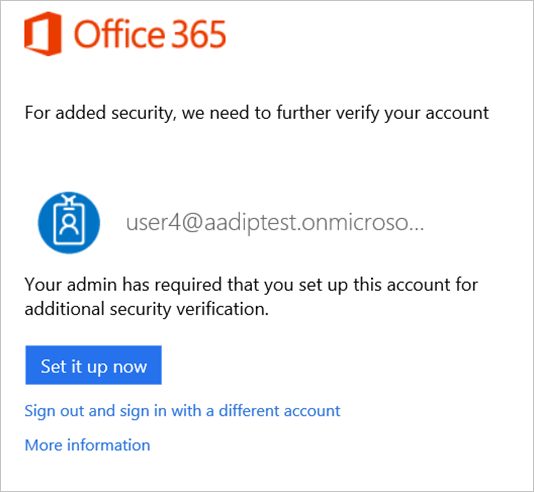 Office 365
For added security, we need to further verify your account
user4@aadiptest.onmicroso...
Your admin has required that you set up this account for
additional security verification.
Set it up now
Sign out and sign in with a different account
More information